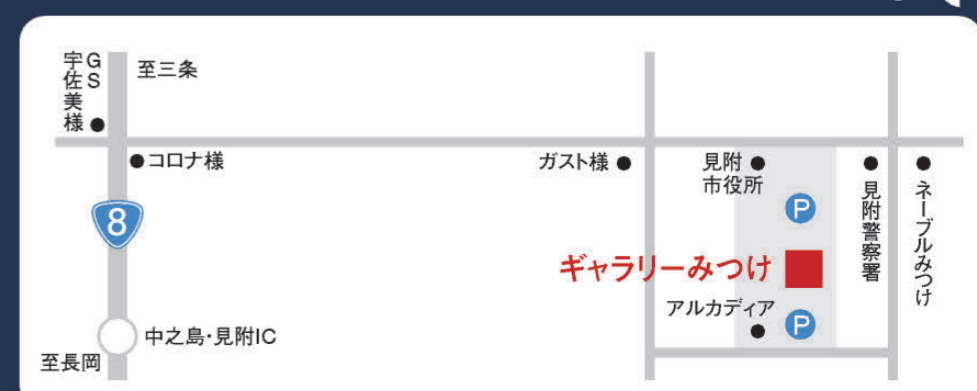 GS
宇佐美様
至三条
コロナ様
ガスト様
見附
市役所
P
見附警察署
ネーブルみつけ
8
ギャラリーみつけ
アルカディア
P
中之島・見附IC
至長岡